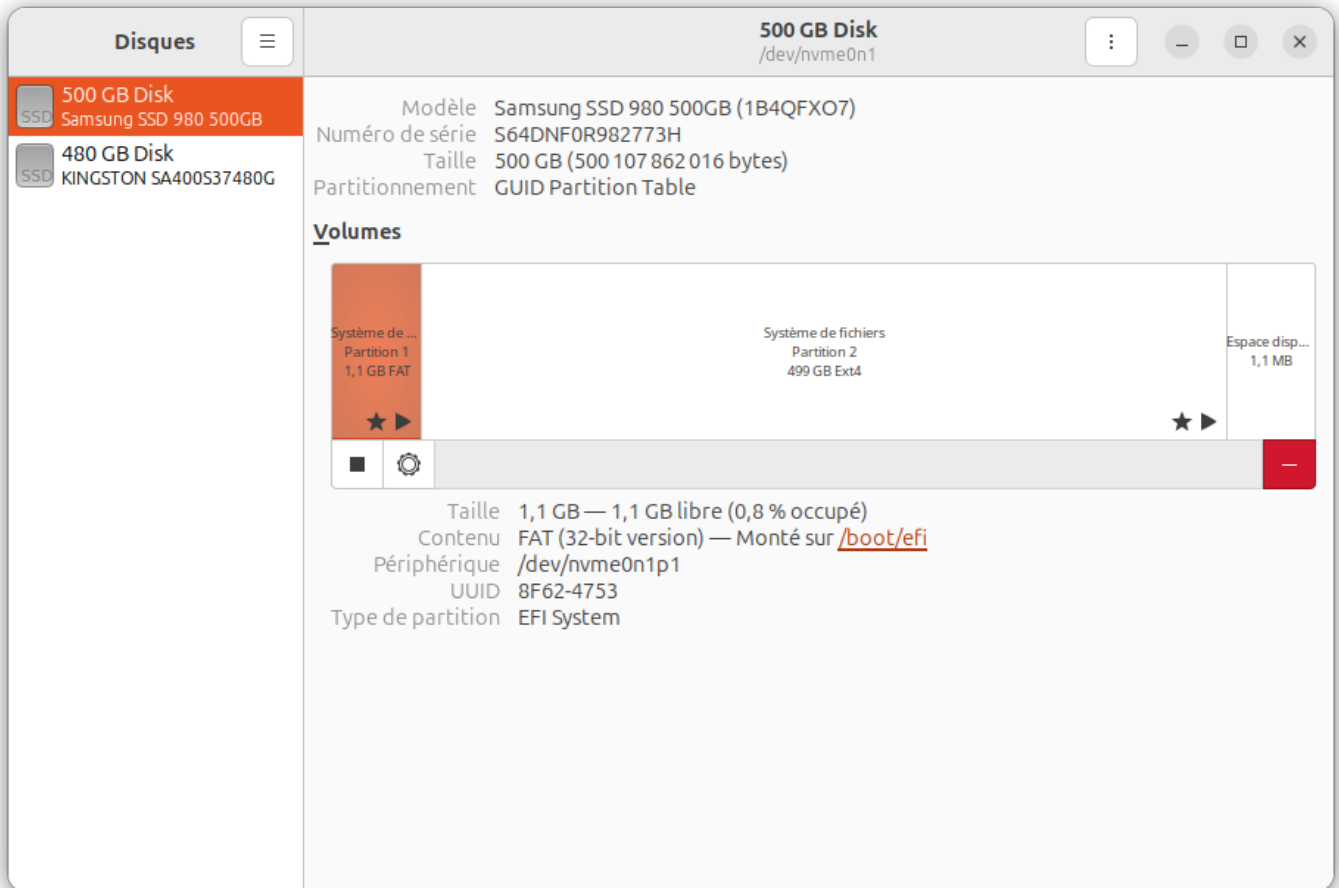 Disques
500 GB Disk
/dev/nvme0n1
500 GB Disk
Samsung SSD 980 500GB
SSD
480 GB Disk
KINGSTON SA400S37480G
SSD
Modèle Samsung SSD 980 500GB (1B4QFXO7)
Numéro de série S64DNF0R982773H
Taille 500 GB (500 107 862 016 bytes)
Partitionnement GUID Partition Table
Volumes
Système de ...
Partition 1
1,1 GB FAT
Système de fichiers
Partition 2
499 GB Ext4
Espace disp...
1,1 MB
Taille 1,1 GB — 1,1 GB libre (0,8 % occupé)
Contenu FAT (32-bit version) — Monté sur /boot/efi
Périphérique /dev/nvme0n1p1
UUID 8F62-4753
Type de partition EFI System